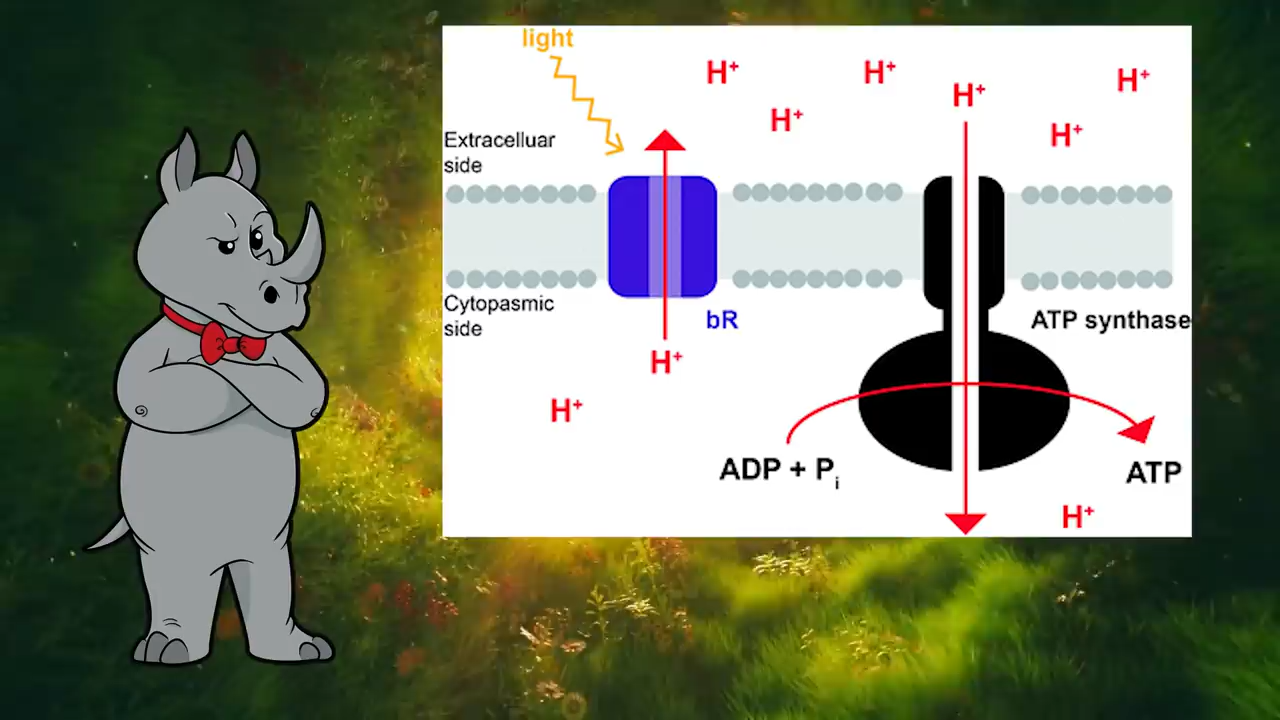 light
H⁺
H⁺
H⁺
H⁺
H⁺
H⁺
Extracelluar
side
Cytopasmic
side
bR
ATP synthase
H⁺
H⁺
ADP + Pᵢ
ATP
H⁺